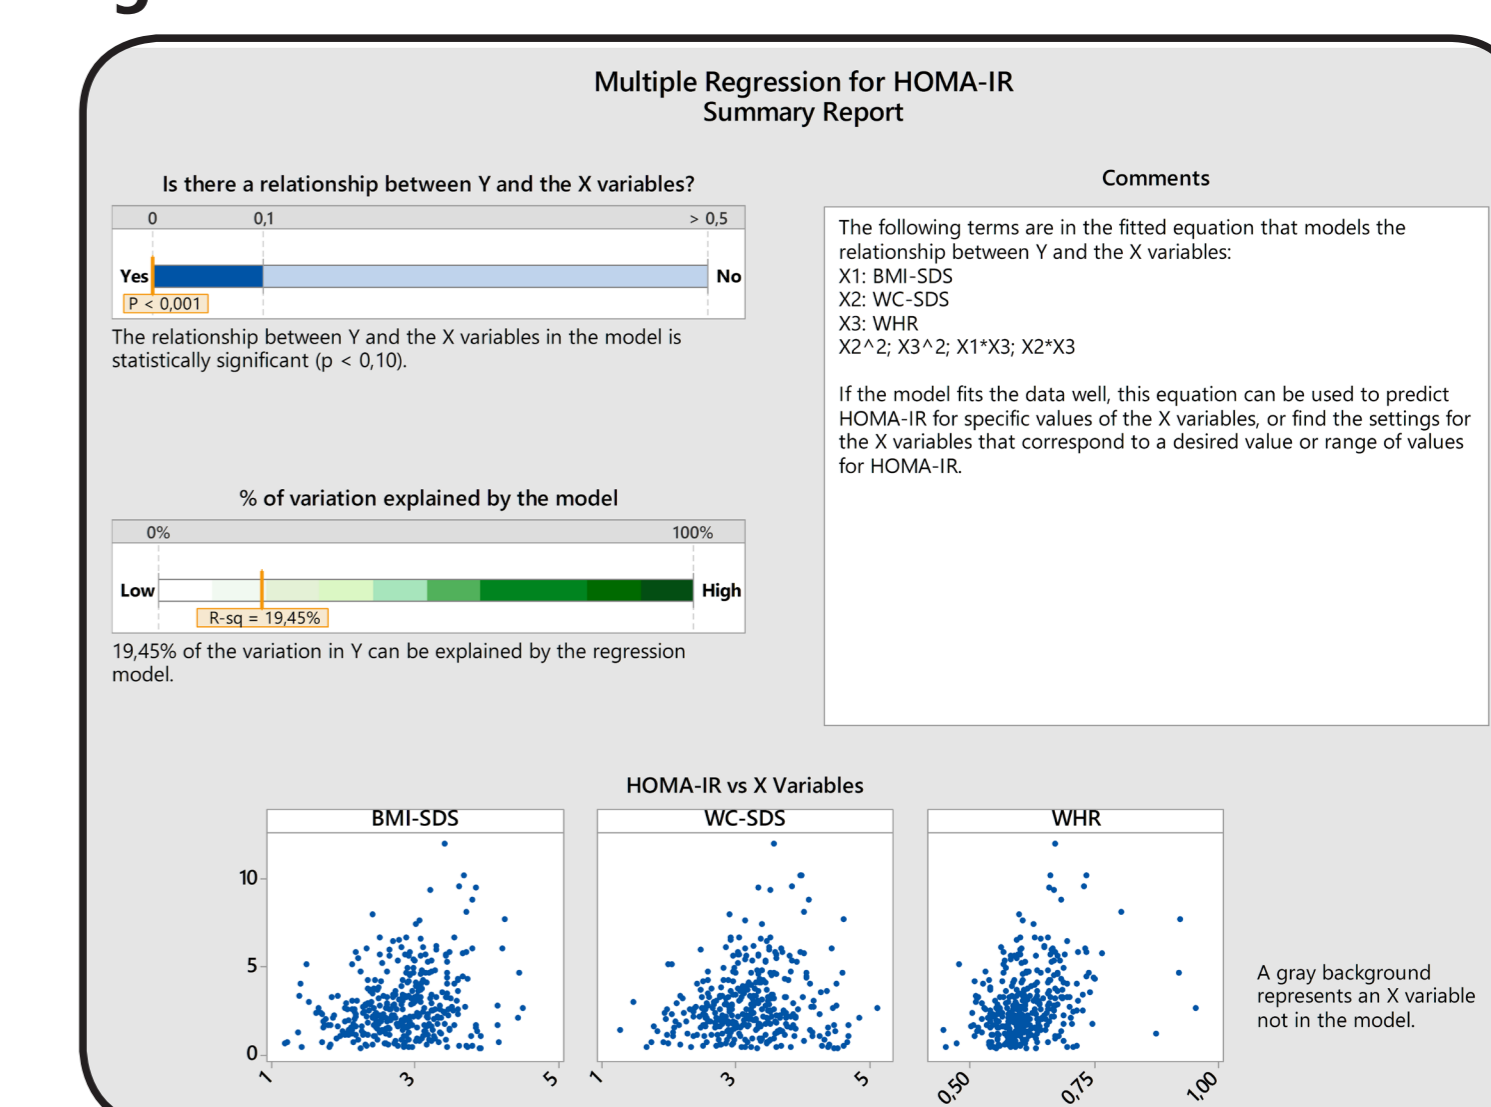 Multiple Regression for HOMA-IR
Summary Report
Is there a relationship between Y and the X variables?
0 0,1 > 0,5
Yes No
P < 0,001
The relationship between Y and the X variables in the model is
statistically significant (p < 0,10).
% of variation explained by the model
0% 100%
Low High
R-sq = 19,45%
19,45% of the variation in Y can be explained by the regression
model.
Comments
The following terms are in the fitted equation that models the
relationship between Y and the X variables:
X1: BMI-SDS
X2: WC-SDS
X3: WHR
X2^2; X3^2; X1*X3; X2*X3
If the model fits the data well, this equation can be used to predict
HOMA-IR for specific values of the X variables, or find the settings for
the X variables that correspond to a desired value or range of values
for HOMA-IR.
HOMA-IR vs X Variables
BMI-SDS WC-SDS WHR
10
5
0
1 3 5 1 3 5 0,50 0,75 1,00
A gray background
represents an X variable
not in the model.